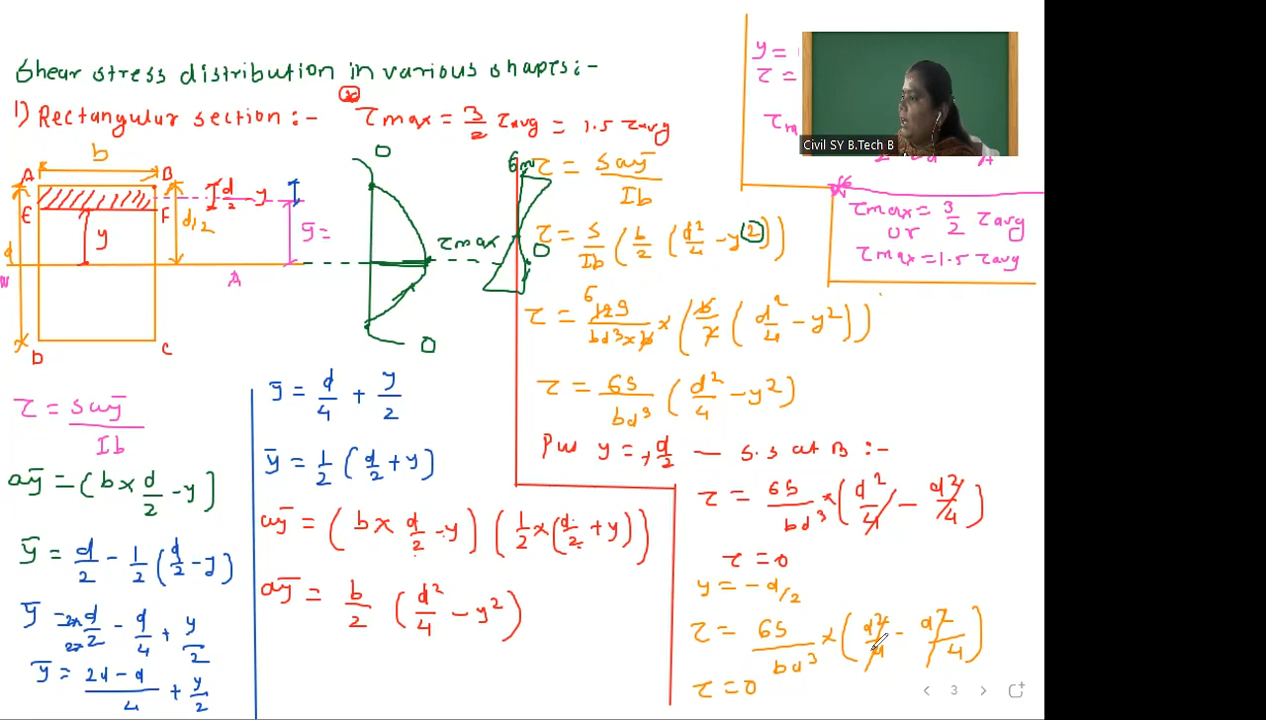 Shear stress distribution in various shapes:-
1) Rectangular section :-
* τmax = 3/2 τavg = 1.5 τavg
b
A
B
d/2 - y
E
F
d/2
y
ȳ =
d
N
A
D
C
0
τmax
0
0
τ = Saȳ/Ib
aȳ = (b × d/2 - y)
ȳ = d/2 - 1/2 (d/2 - y)
ȳ = d/2 - d/4 + y/2
ȳ = 2d - d/4 + y/2
ȳ = d/4 + y/2
ȳ = 1/2 (d/2 + y)
aȳ = (b × d/2 - y) (1/2 × (d/2 + y))
aȳ = b/2 (d²/4 - y²)
τ = Saȳ/Ib
τ = S/Ib (b/2 (d²/4 - y²))
τ = 12S/bd³×b × (b/2 (d²/4 - y²))
6
τ = 6S/bd³ (d²/4 - y²)
Put y = + d/2 — S.S at B :-
τ = 6S/bd³ × (d²/4 - d²/4)
τ = 0
y = - d/2
τ = 6S/bd³ × (d²/4 - d²/4)
τ = 0
y =
τ =
Civil SY B.Tech B
τmax = 3/2 τavg
or
τmax = 1.5 τavg
3